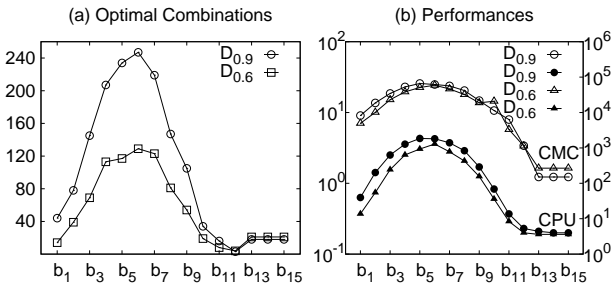 (a) Optimal Combinations
(b) Performances
240
200
160
120
80
40
D0.9
D0.6
b1 b3 b5 b7 b9 b11 b13 b15
10^2
10^1
10^0
10^-1
D0.9
D0.9
D0.6
D0.6
CMC
CPU
10^6
10^5
10^4
10^3
10^2
10^1
10^0
b1 b3 b5 b7 b9 b11 b13 b15